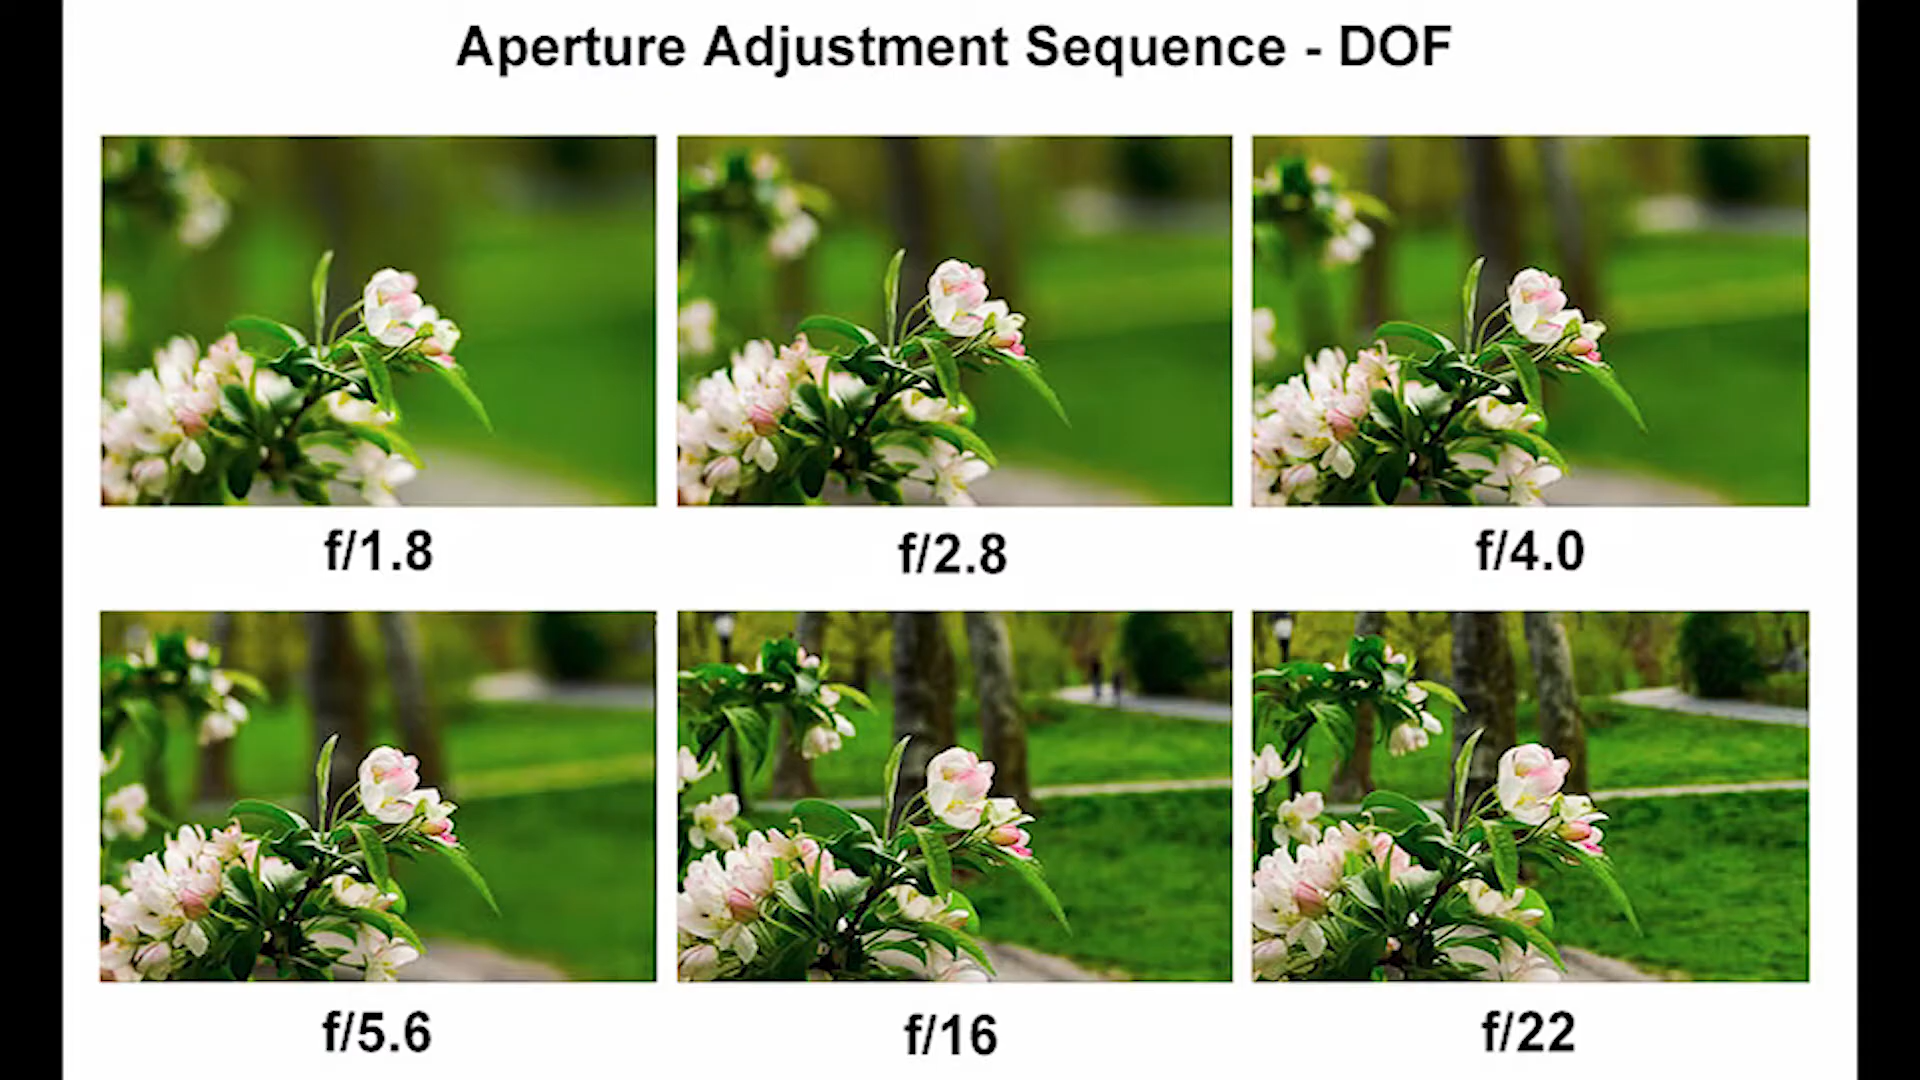 Aperture Adjustment Sequence - DOF
f/1.8
f/2.8
f/4.0
f/5.6
f/16
f/22